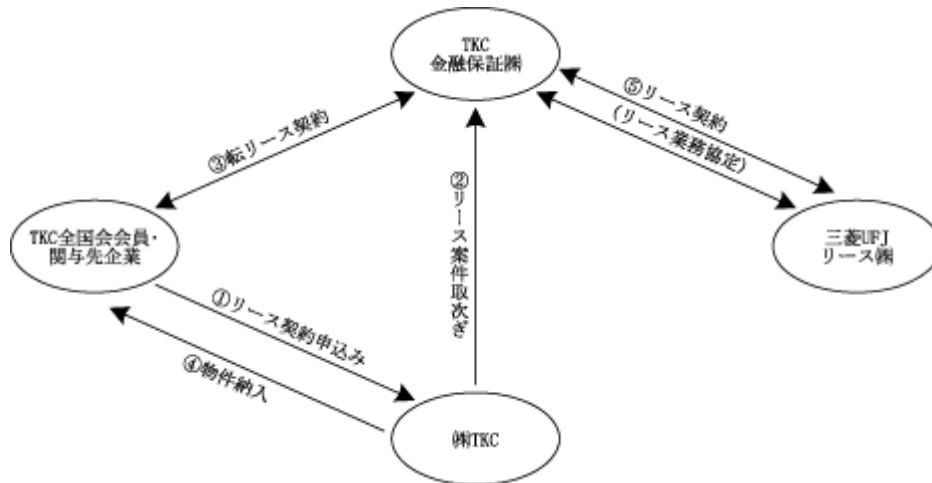 TKC
金融保証㈱
⑤リース契約
(リース業務協定)
③転リース契約
②リース案件取次ぎ
TKC全国会会員・
関与先企業
三菱UFJ
リース㈱
①リース契約申込み
④物件納入
㈱TKC